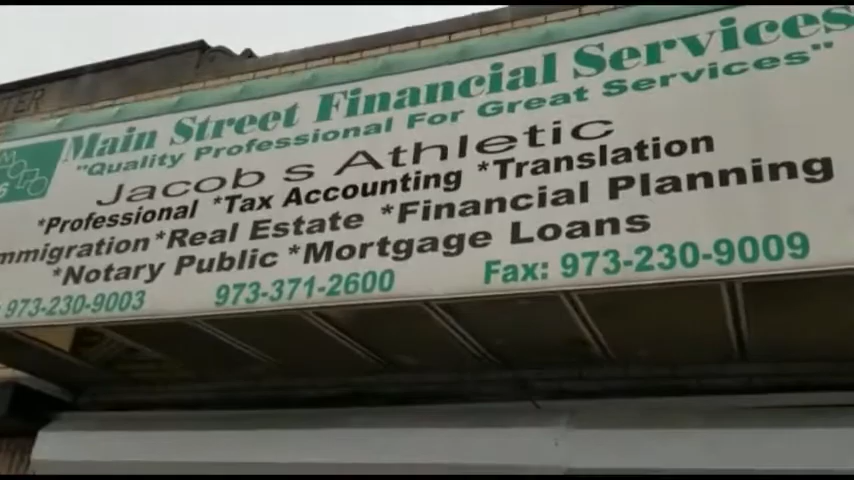 Main Street Financial Services
"Quality Professional For Great Services"
Jacob s Athletic
*Professional *Tax Accounting *Translation
mmigration *Real Estate *Financial Planning
*Notary Public *Mortgage Loans
973-230-9003 973-371-2600 Fax: 973-230-9009